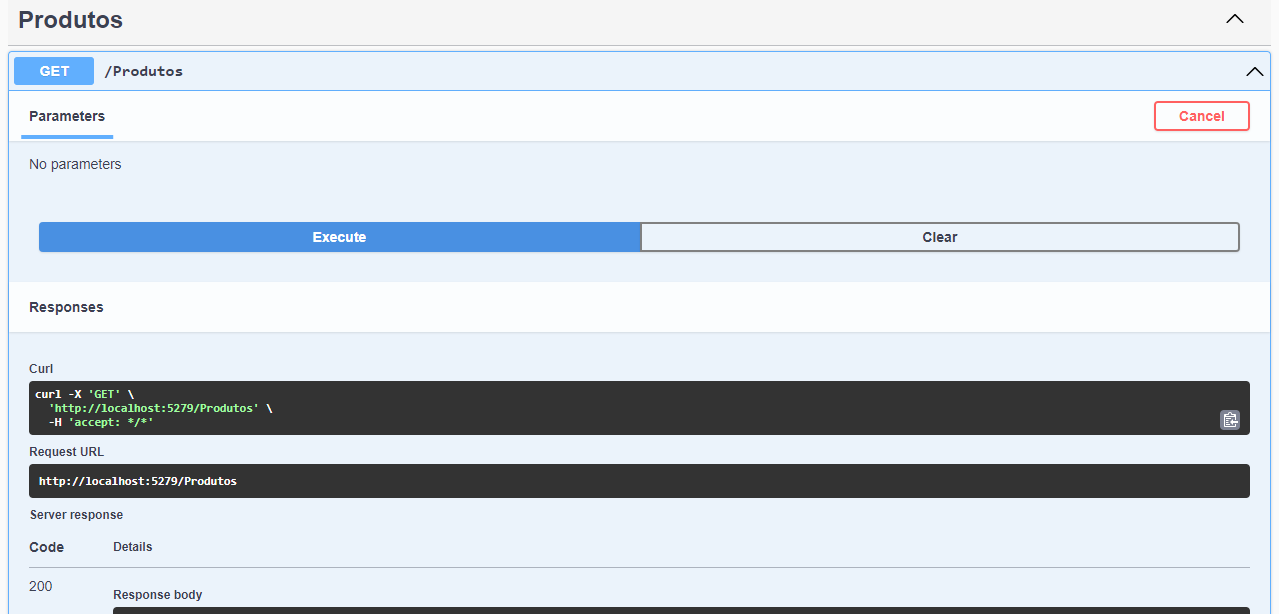 Produtos
GET /Produtos
Parameters
Cancel
No parameters
Execute
Clear
Responses
Curl
curl -X 'GET' \
  'http://localhost:5279/Produtos' \
  -H 'accept: */*'
Request URL
http://localhost:5279/Produtos
Server response
Code Details
200
Response body